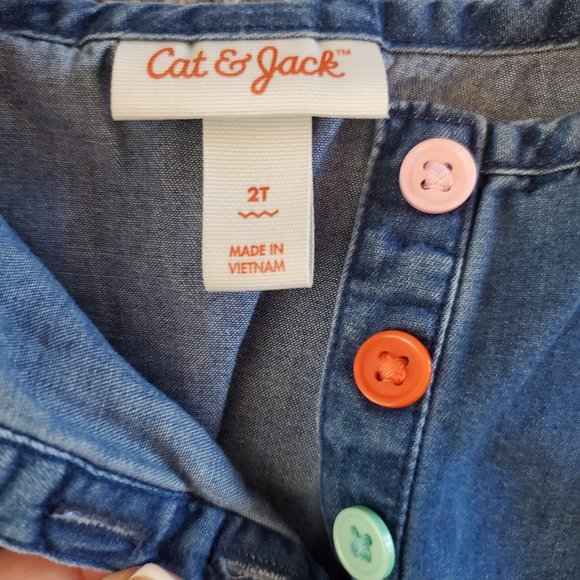 Cat & Jack™
2T
MADE IN
VIETNAM